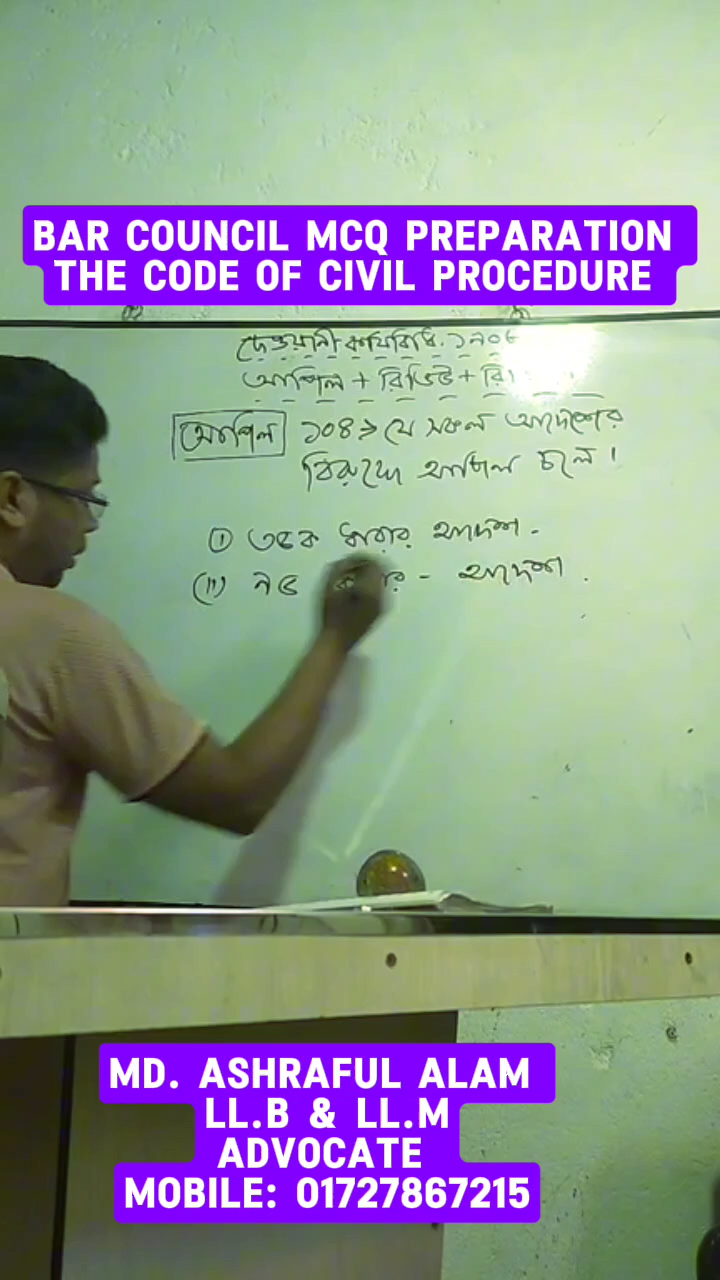 BAR COUNCIL MCQ PREPARATION
THE CODE OF CIVIL PROCEDURE
দেওয়ানী কার্যবিধি. ১৯০৮
আপিল + রিভিউ + রি
আপিল ১০৪ > যে সকল আদেশের
বিরুদ্ধে আপিল চলে।
(i) ৩৫ক ধারার আদেশ -
(ii) ৯৫ - আদেশ .
MD. ASHRAFUL ALAM
LL.B & LL.M
ADVOCATE
MOBILE: 01727867215